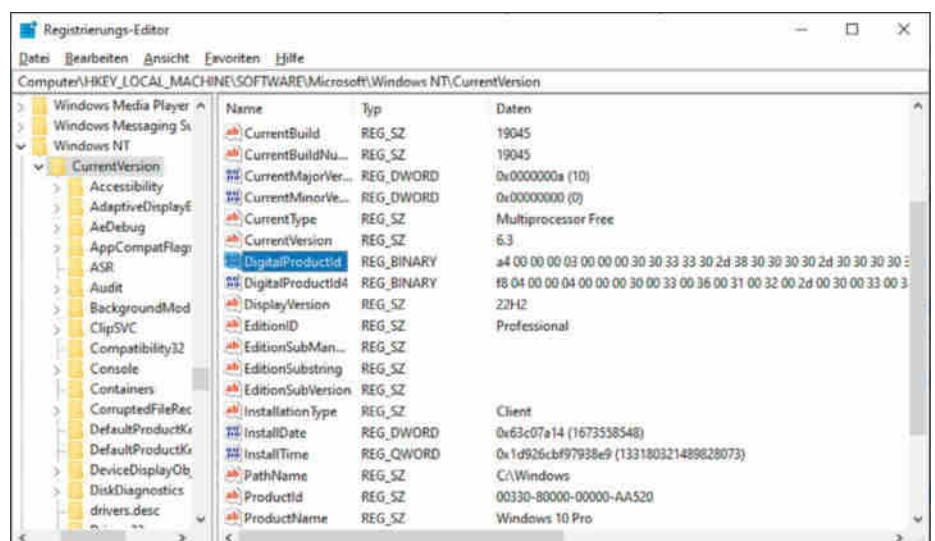 Registrierungs-Editor
Datei Bearbeiten Ansicht Favoriten Hilfe
Computer\HKEY_LOCAL_MACHINE\SOFTWARE\Microsoft\Windows NT\CurrentVersion
Windows Media Player
Windows Messaging Su
Windows NT
CurrentVersion
Accessibility
AdaptiveDisplayE
AeDebug
AppCompatFlags
ASR
Audit
BackgroundMod
ClipSVC
Compatibility32
Console
Containers
CorruptedFileRec
DefaultProductKe
DefaultProductKe
DeviceDisplayOb
DiskDiagnostics
drivers.desc
Name Typ Daten
CurrentBuild REG_SZ 19045
CurrentBuildNu... REG_SZ 19045
CurrentMajorVer... REG_DWORD 0x0000000a (10)
CurrentMinorVe... REG_DWORD 0x00000000 (0)
CurrentType REG_SZ Multiprocessor Free
CurrentVersion REG_SZ 6.3
DigitalProductId REG_BINARY a4 00 00 00 03 00 00 00 30 30 33 33 30 2d 38 30 30 30 30 2d 30 30 30 30 3
DigitalProductId4 REG_BINARY f8 04 00 00 04 00 00 00 30 00 33 00 36 00 31 00 32 00 2d 00 30 00 33 00 3
DisplayVersion REG_SZ 22H2
EditionID REG_SZ Professional
EditionSubMan... REG_SZ
EditionSubstring REG_SZ
EditionSubVersion REG_SZ
InstallationType REG_SZ Client
InstallDate REG_DWORD 0x63c07a14 (1673558548)
InstallTime REG_QWORD 0x1d926cbf97938e9 (133180321489828073)
PathName REG_SZ C:\Windows
ProductId REG_SZ 00330-80000-00000-AA520
ProductName REG_SZ Windows 10 Pro